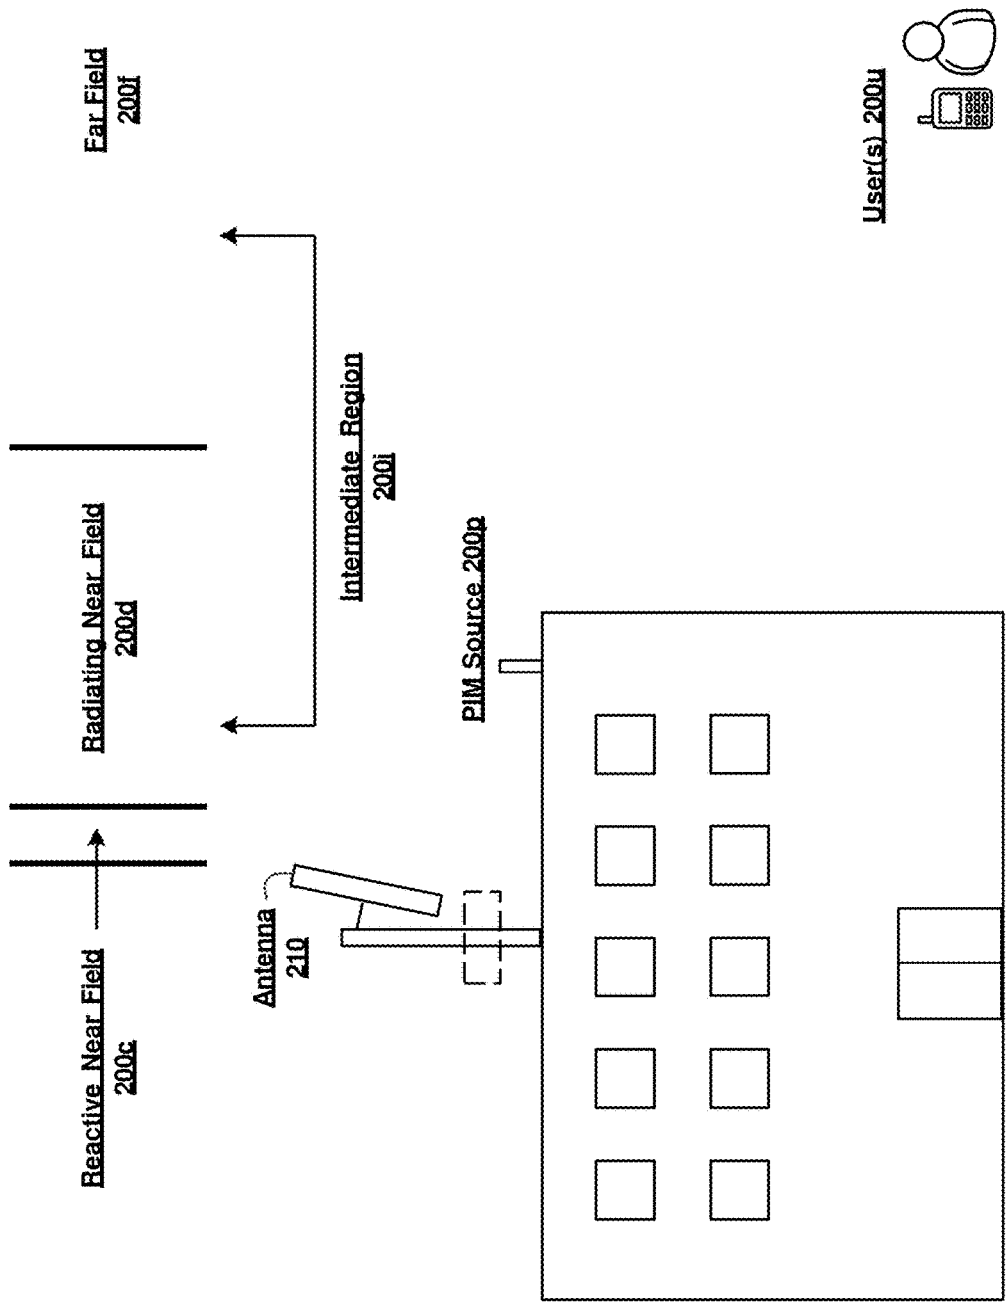 Reactive Near Field
200c
Radiating Near Field
200d
Far Field
200f
Antenna
210
Intermediate Region
200i
PIM Source 200p
User(s) 200u